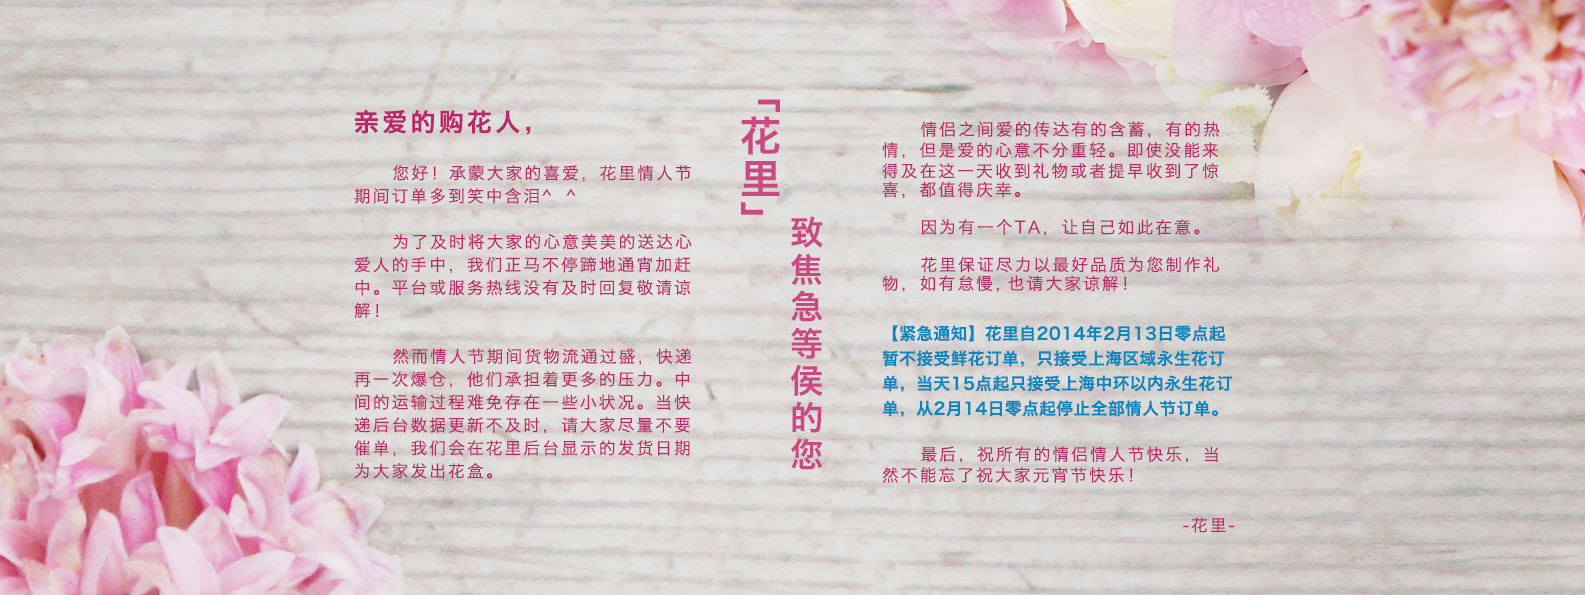 亲爱的购花人，
您好！承蒙大家的喜爱，花里情人节
期间订单多到笑中含泪^  ^
为了及时将大家的心意美美的送达心
爱人的手中，我们正马不停蹄地通宵加赶
中。平台或服务热线没有及时回复敬请谅
解！
然而情人节期间货物流通过盛，快递
再一次爆仓，他们承担着更多的压力。中
间的运输过程难免存在一些小状况。当快
递后台数据更新不及时，请大家尽量不要
催单，我们会在花里后台显示的发货日期
为大家发出花盒。
「花里」
致焦急等侯的您
情侣之间爱的传达有的含蓄，有的热
情，但是爱的心意不分重轻。即使没能来
得及在这一天收到礼物或者提早收到了惊
喜，都值得庆幸。
因为有一个TA，让自己如此在意。
花里保证尽力以最好品质为您制作礼
物，如有怠慢,也请大家谅解！
【紧急通知】花里自2014年2月13日零点起
暂不接受鲜花订单，只接受上海区域永生花订
单，当天15点起只接受上海中环以内永生花订
单，从2月14日零点起停止全部情人节订单。
最后，祝所有的情侣情人节快乐，当
然不能忘了祝大家元宵节快乐！
-花里-